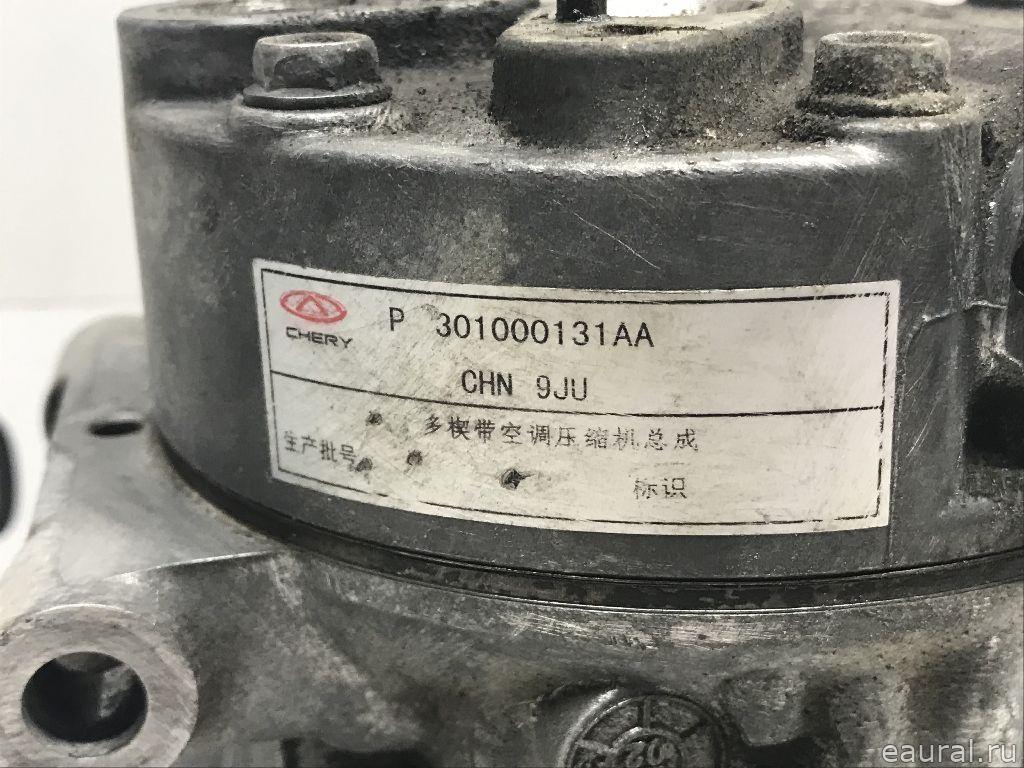 CHERY
P 301000131AA
CHN 9JU
多楔带空调压缩机总成
生产批号
标识
02
eaural.ru